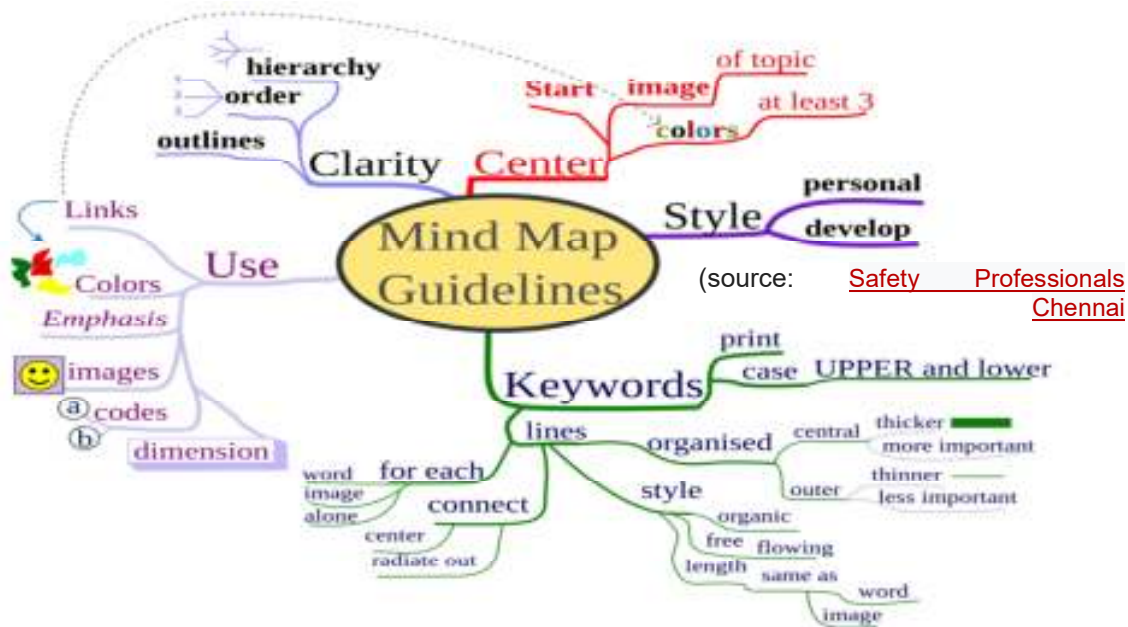 hierarchy
order
outlines
Clarity
Start
image
of topic
colors
at least 3
Center
Style
personal
develop
Mind Map
Guidelines
(source: Safety Professionals
Chennai
Links
Use
Colors
Emphasis
images
a
codes
b
dimension
Keywords
print
case
UPPER and lower
lines
organised
central
thicker
more important
outer
thinner
less important
for each
word
image
alone
connect
center
radiate out
style
organic
free
flowing
length
same as
word
image